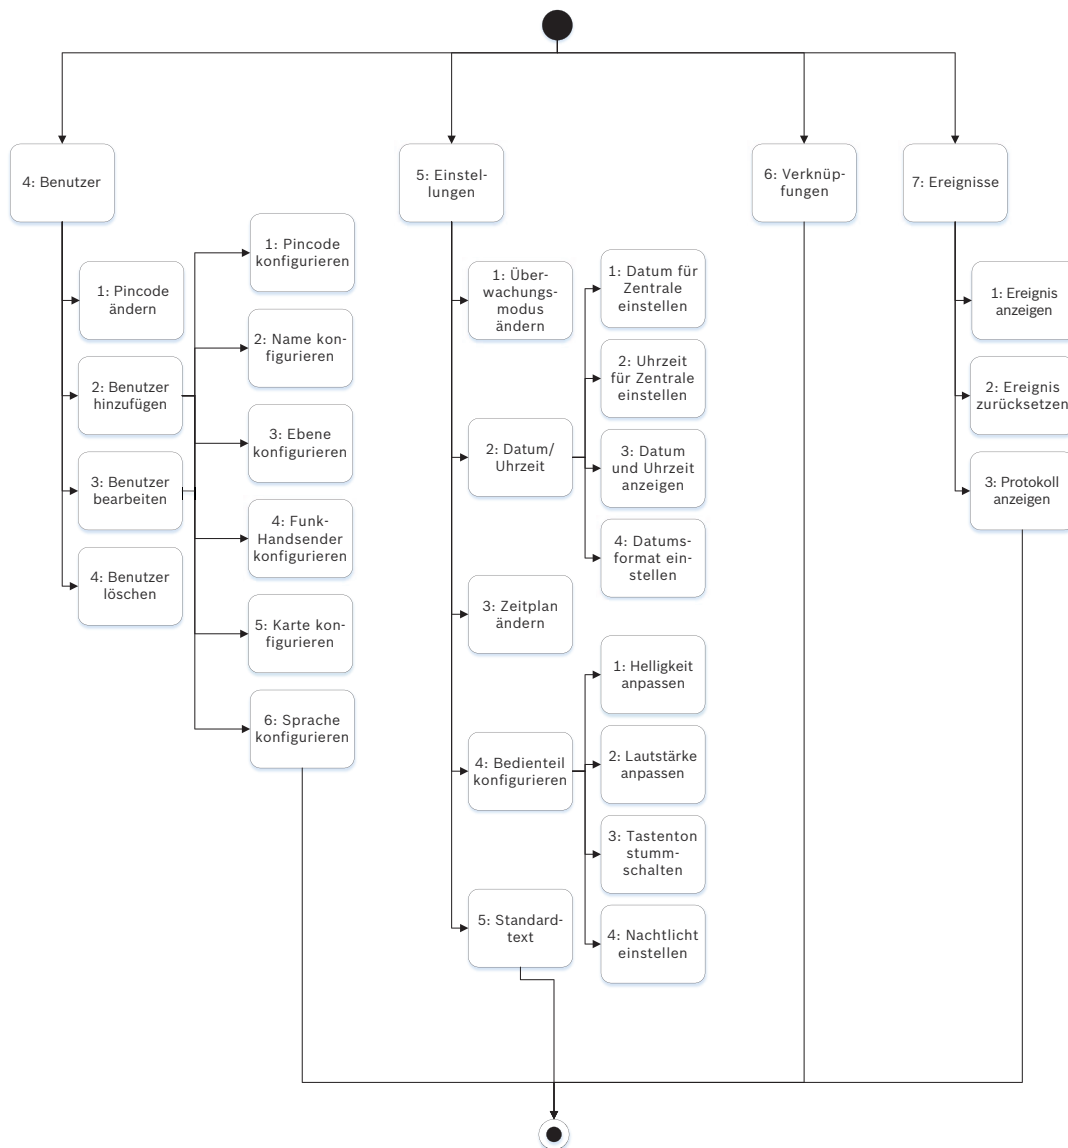 4: Benutzer
5: Einstel-
lungen
6: Verknüp-
fungen
7: Ereignisse
1: Pincode
ändern
2: Benutzer
hinzufügen
3: Benutzer
bearbeiten
4: Benutzer
löschen
1: Pincode
konfigurieren
2: Name kon-
figurieren
3: Ebene
konfigurieren
4: Funk-
Handsender
konfigurieren
5: Karte kon-
figurieren
6: Sprache
konfigurieren
1: Über-
wachungs-
modus
ändern
2: Datum/
Uhrzeit
3: Zeitplan
ändern
4: Bedienteil
konfigurieren
5: Standard-
text
1: Datum für
Zentrale
einstellen
2: Uhrzeit
für Zentrale
einstellen
3: Datum
und Uhrzeit
anzeigen
4: Datums-
format ein-
stellen
1: Helligkeit
anpassen
2: Lautstärke
anpassen
3: Tastenton
stumm-
schalten
4: Nachtlicht
einstellen
1: Ereignis
anzeigen
2: Ereignis
zurücksetzen
3: Protokoll
anzeigen